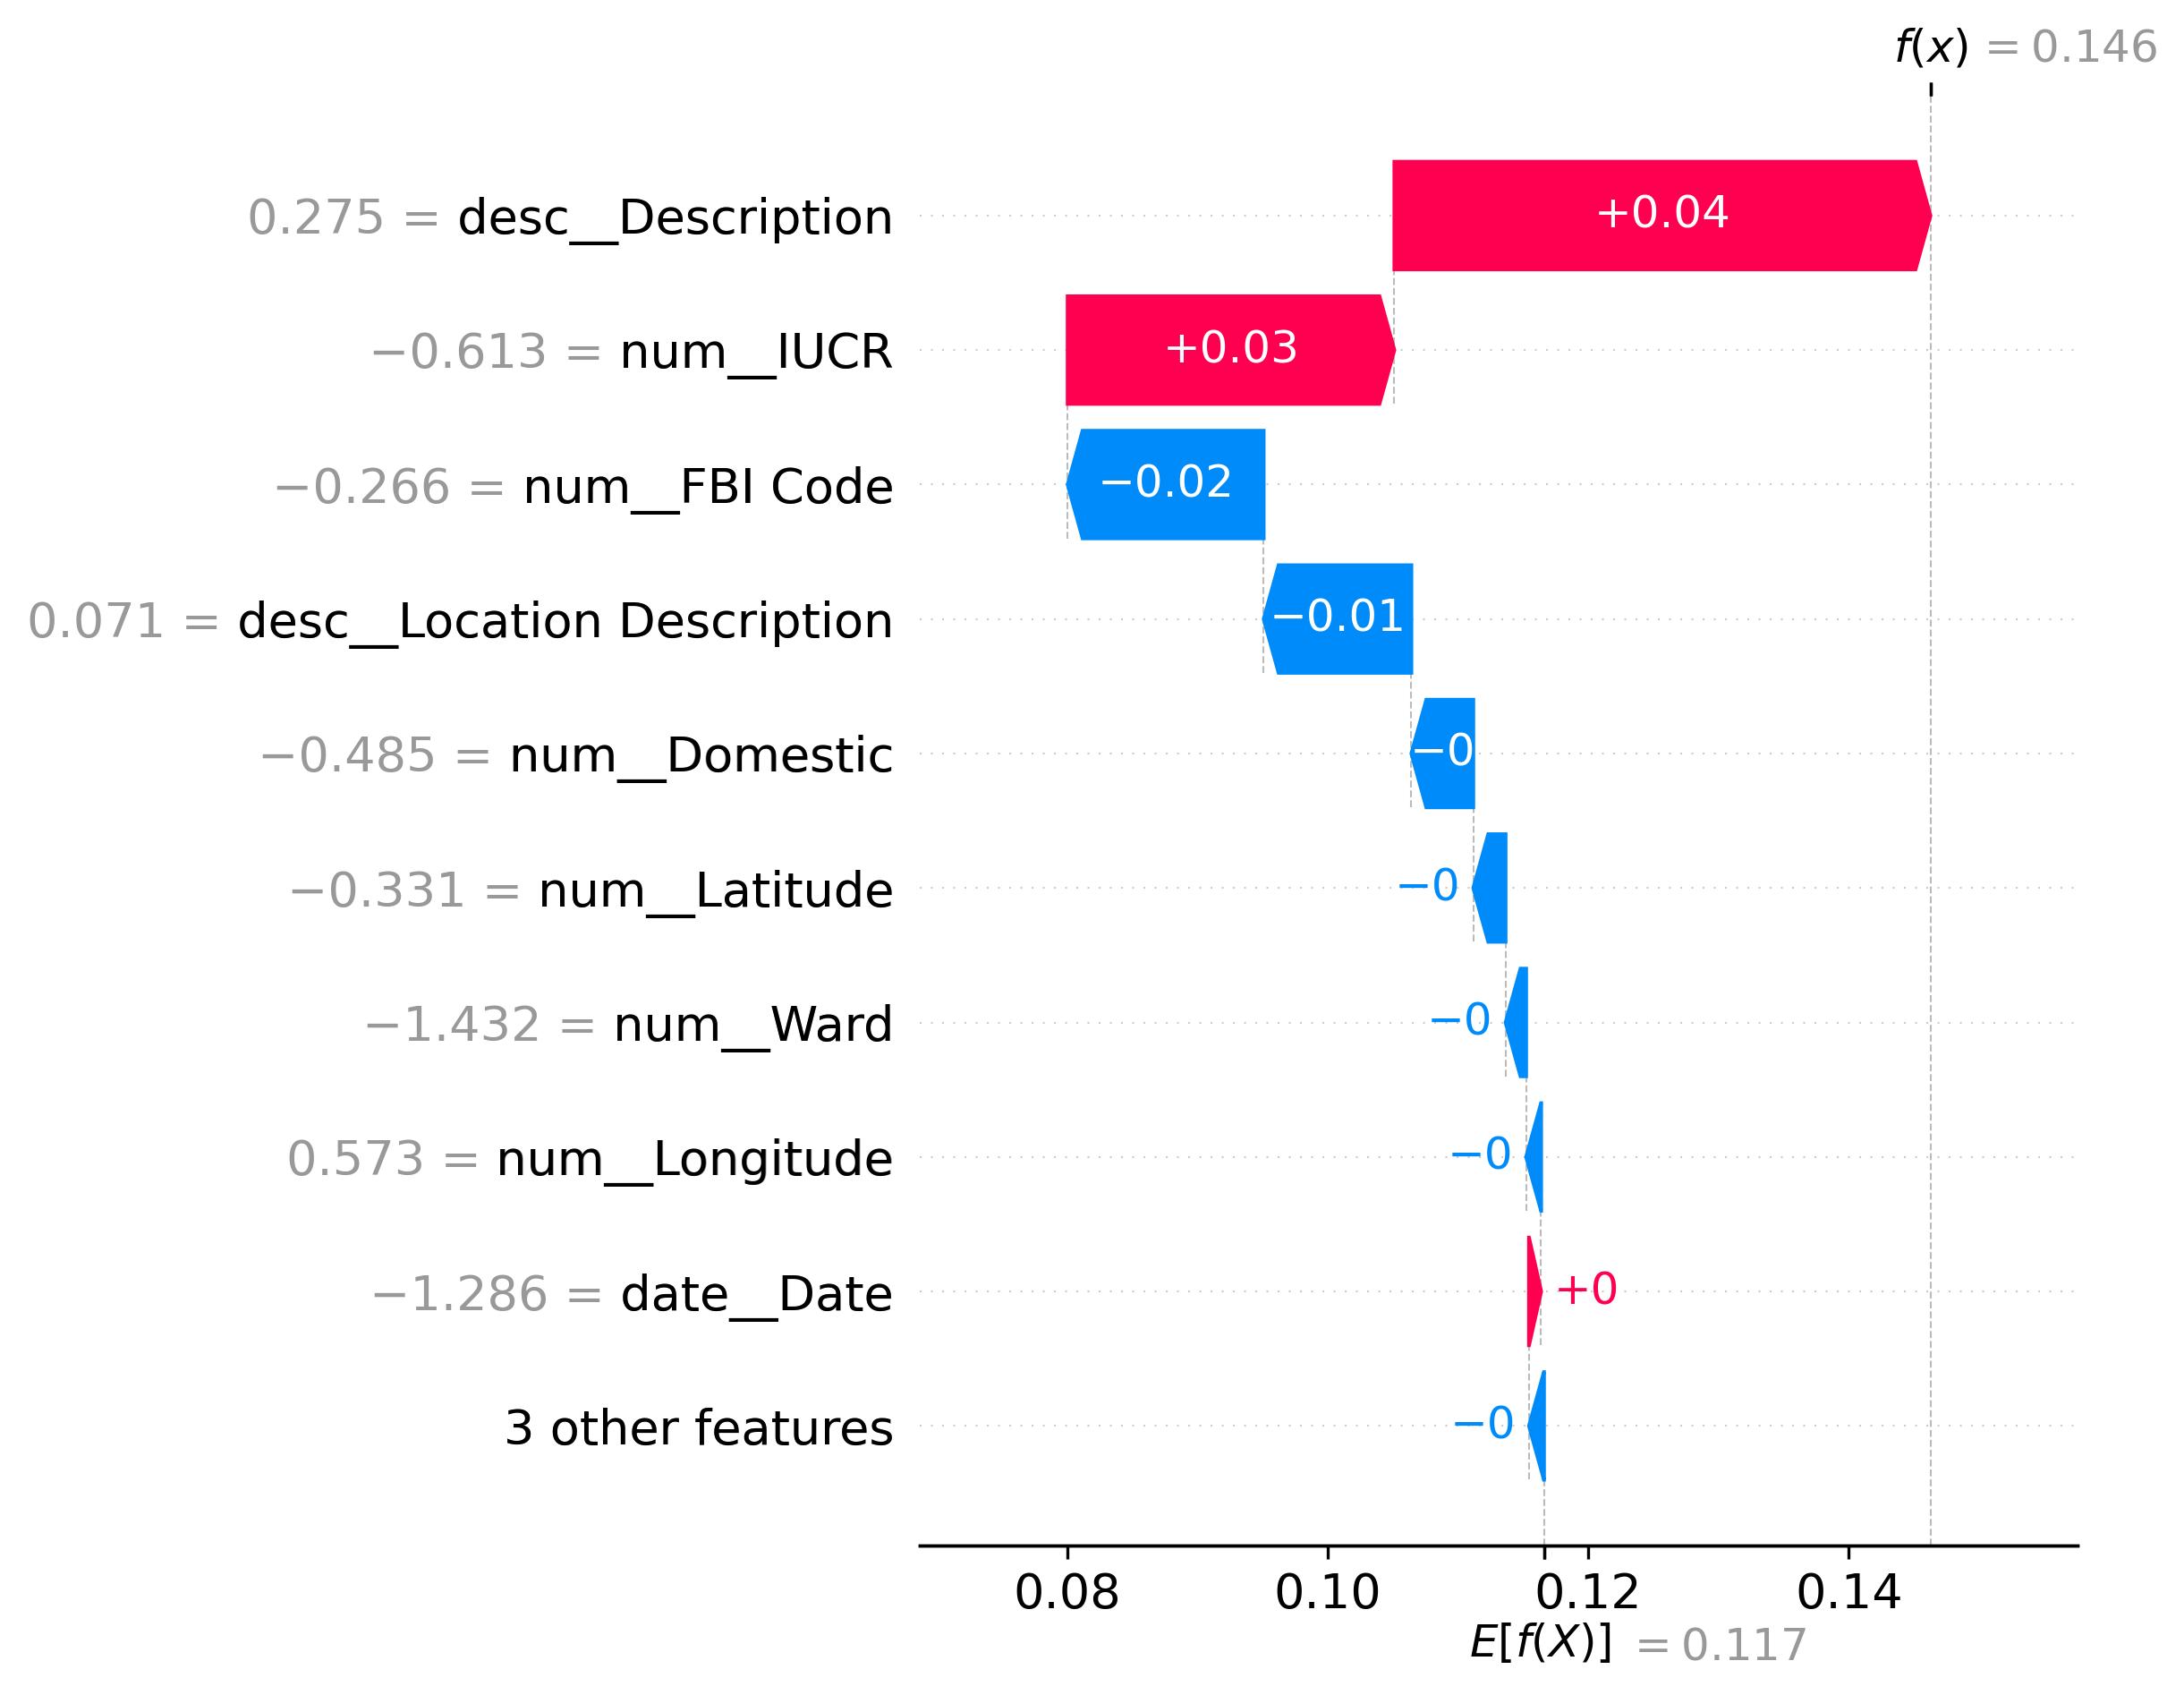 f(x) = 0.146
0.275 = desc__Description
+0.04
−0.613 = num__IUCR
+0.03
−0.266 = num__FBI Code
−0.02
0.071 = desc__Location Description
−0.01
−0.485 = num__Domestic
−0
−0.331 = num__Latitude
−0
−1.432 = num__Ward
−0
0.573 = num__Longitude
−0
−1.286 = date__Date
+0
3 other features
−0
0.08 0.10 0.12 0.14
E[f(X)] = 0.117